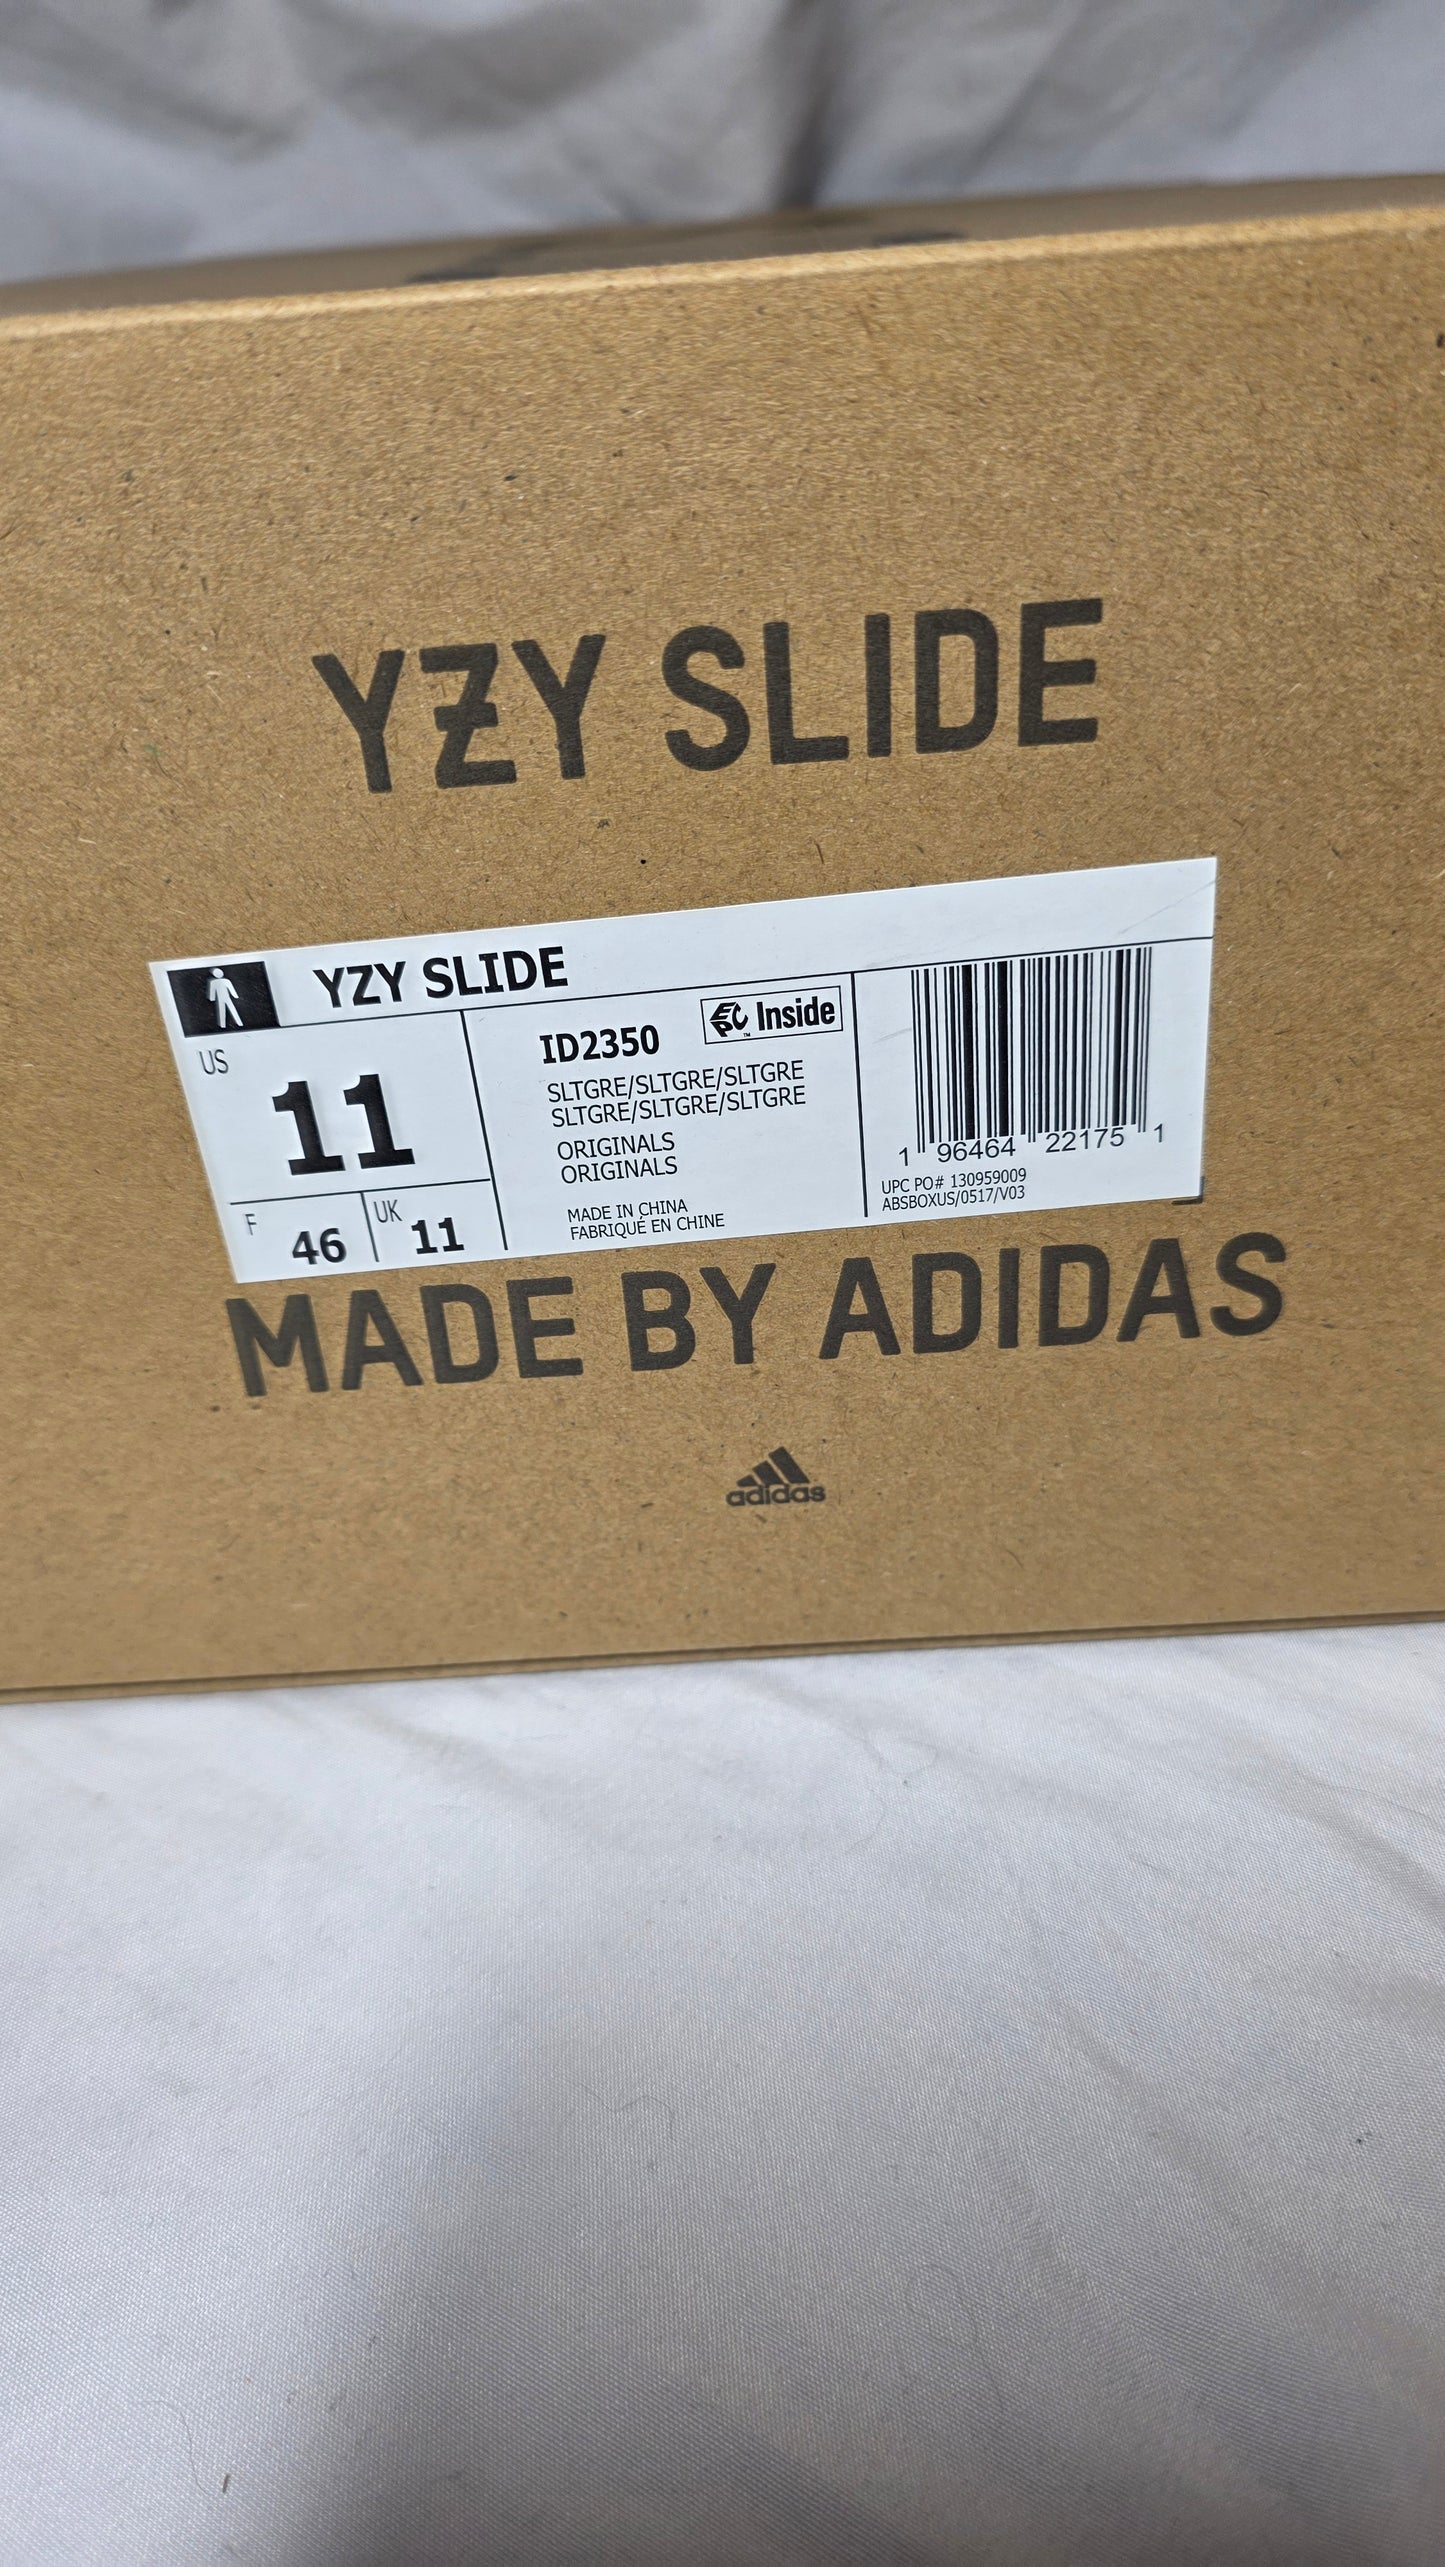 YZY SLIDE
YZY SLIDE
US
11
F 46
UK 11
ID2350
EPC Inside
™
SLTGRE/SLTGRE/SLTGRE
SLTGRE/SLTGRE/SLTGRE
ORIGINALS
ORIGINALS
MADE IN CHINA
FABRIQUÉ EN CHINE
1 96464 22175 1
UPC PO# 130959009
ABSBOXUS/0517/V03
MADE BY ADIDAS
adidas